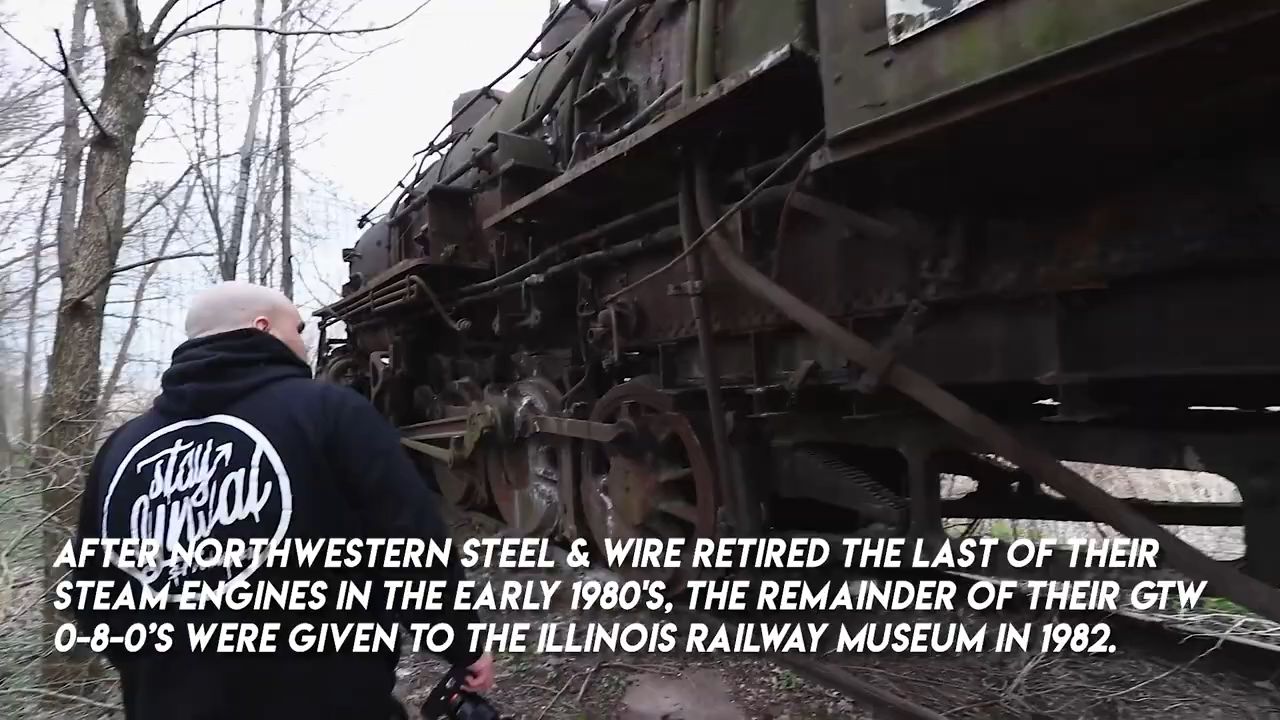 stay
AFTER NORTHWESTERN STEEL & WIRE RETIRED THE LAST OF THEIR
STEAM ENGINES IN THE EARLY 1980'S, THE REMAINDER OF THEIR GTW
0-8-0'S WERE GIVEN TO THE ILLINOIS RAILWAY MUSEUM IN 1982.